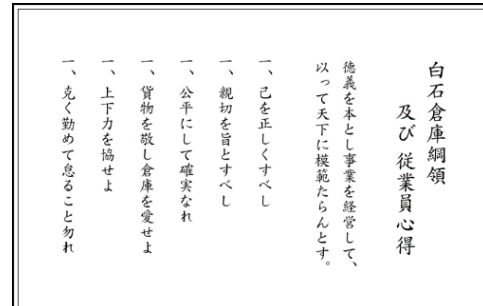 白石倉庫綱領
及び 従業員心得
徳義を本とし事業を経営して、
以って天下に模範たらんとす。
一、己を正しくすべし
一、親切を旨とすべし
一、公平にして確実なれ
一、貨物を敬し倉庫を愛せよ
一、上下力を協せよ
一、克く勤めて怠ること勿れ